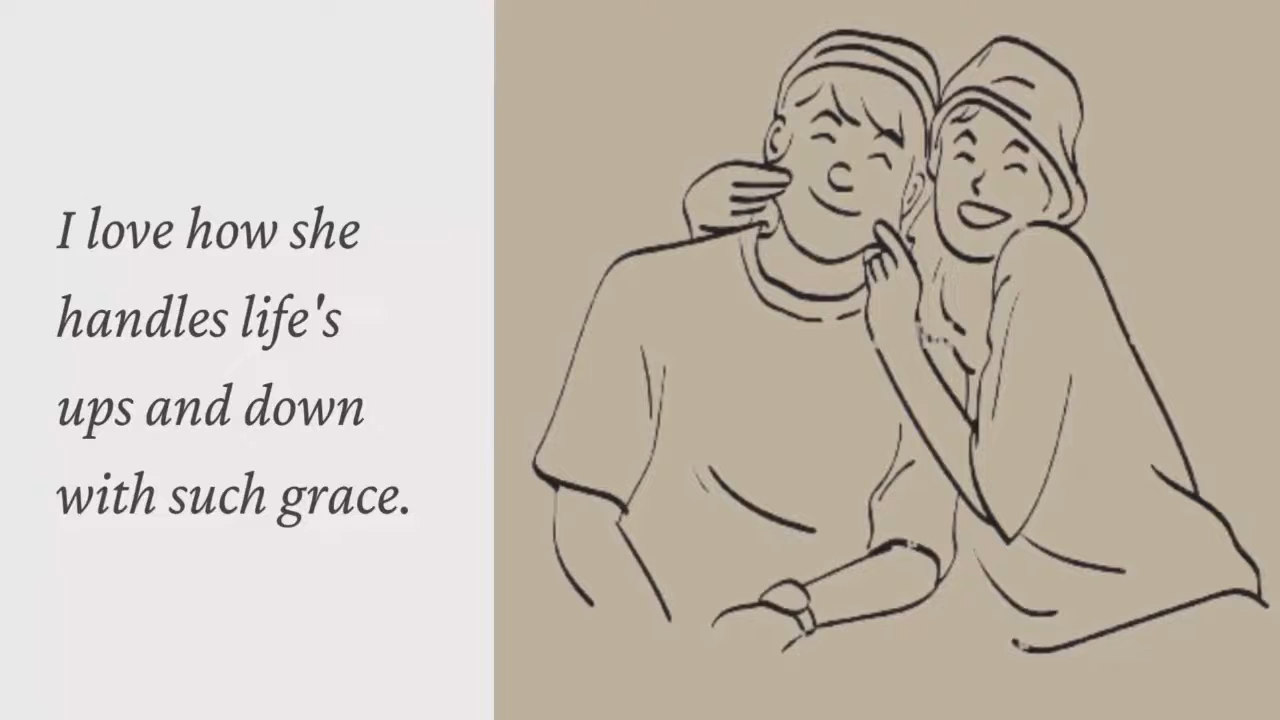 I love how she
handles life's
ups and down
with such grace.